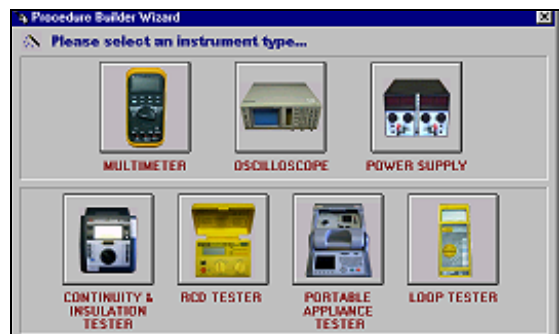 Procedure Builder Wizard
Please select an instrument type...
MULTIMETER
OSCILLOSCOPE
POWER SUPPLY
CONTINUITY &
INSULATION
TESTER
RCD TESTER
PORTABLE
APPLIANCE
TESTER
LOOP TESTER